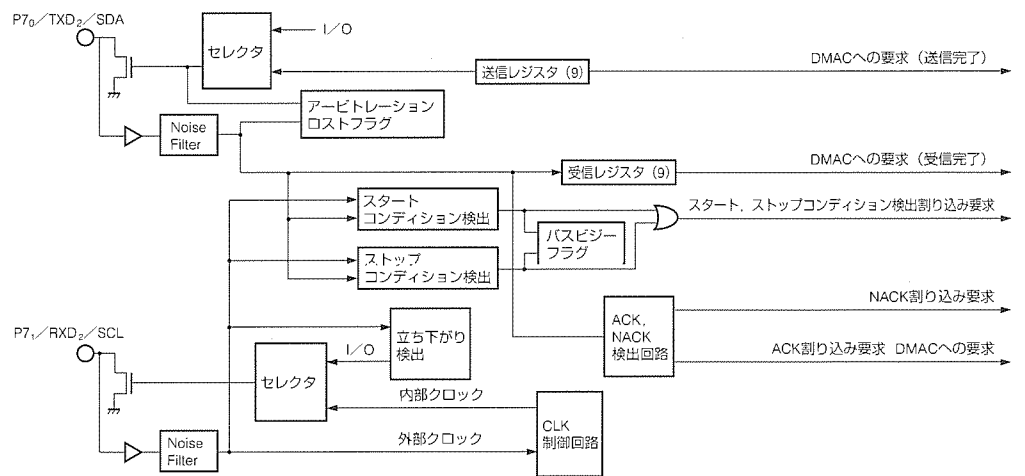 P7₀／TXD₂／SDA
セレクタ
I／O
送信レジスタ（9）
DMACへの要求（送信完了）
アービトレーション
ロストフラグ
Noise
Filter
受信レジスタ（9）
DMACへの要求（受信完了）
スタート
コンディション検出
スタート，ストップコンディション検出割り込み要求
バスビジー
フラグ
ストップ
コンディション検出
NACK割り込み要求
ACK，
NACK
検出回路
ACK割り込み要求 DMACへの要求
P7₁／RXD₂／SCL
立ち下がり
検出
I／O
セレクタ
内部クロック
CLK
制御回路
外部クロック
Noise
Filter